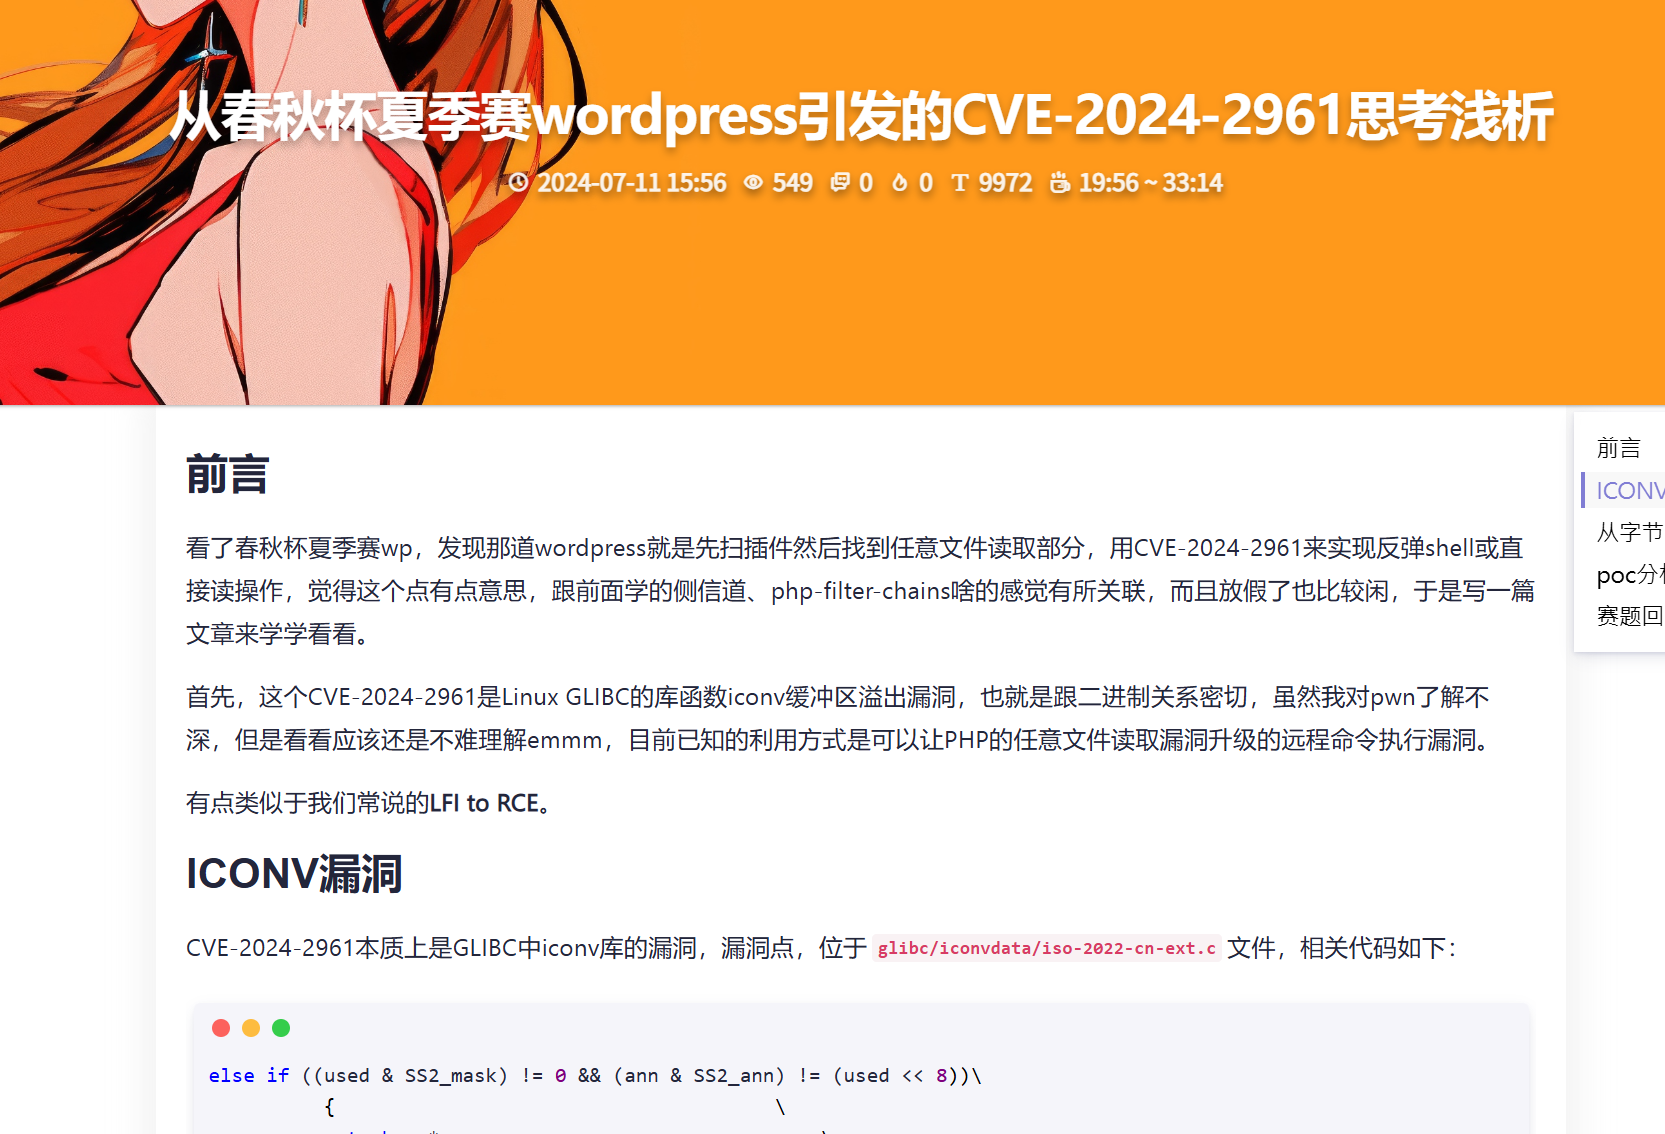 从春秋杯夏季赛wordpress引发的CVE-2024-2961思考浅析
2024-07-11 15:56 549 0 0 9972 19:56 ~ 33:14
前言
看了春秋杯夏季赛wp，发现那道wordpress就是先扫插件然后找到任意文件读取部分，用CVE-2024-2961来实现反弹shell或直
接读操作，觉得这个点有点意思，跟前面学的侧信道、php-filter-chains啥的感觉有所关联，而且放假了也比较闲，于是写一篇
文章来学学看看。
首先，这个CVE-2024-2961是Linux GLIBC的库函数iconv缓冲区溢出漏洞，也就是跟二进制关系密切，虽然我对pwn了解不
深，但是看看应该还是不难理解emmm，目前已知的利用方式是可以让PHP的任意文件读取漏洞升级的远程命令执行漏洞。
有点类似于我们常说的LFI to RCE。
ICONV漏洞
CVE-2024-2961本质上是GLIBC中iconv库的漏洞，漏洞点，位于 glibc/iconvdata/iso-2022-cn-ext.c 文件，相关代码如下：
else if ((used & SS2_mask) != 0 && (ann & SS2_ann) != (used << 8))\
{ \
前言
ICONV
从字节
poc分
赛题回